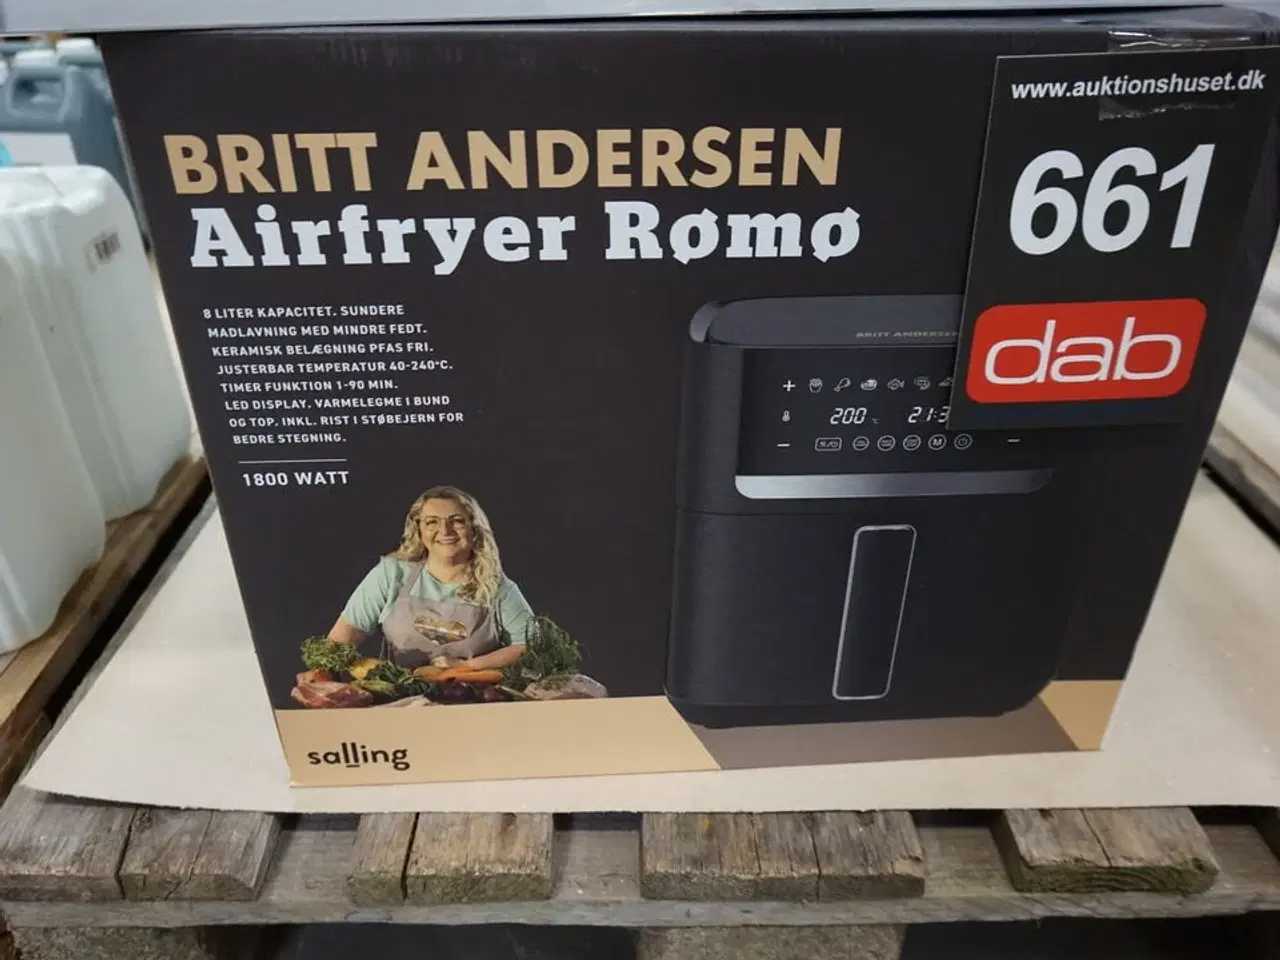 www.auktionshuset.dk
661
dab
BRITT ANDERSEN
Airfryer Rømø
8 LITER KAPACITET. SUNDERE
MADLAVNING MED MINDRE FEDT.
KERAMISK BELÆGNING PFAS FRI.
JUSTERBAR TEMPERATUR 40-240°C.
TIMER FUNKTION 1-90 MIN.
LED DISPLAY. VARMELEGME I BUND
OG TOP. INKL. RIST I STØBEJERN FOR
BEDRE STEGNING.
1800 WATT
BRITT ANDERSEN
200 °C 21:3
M
salling